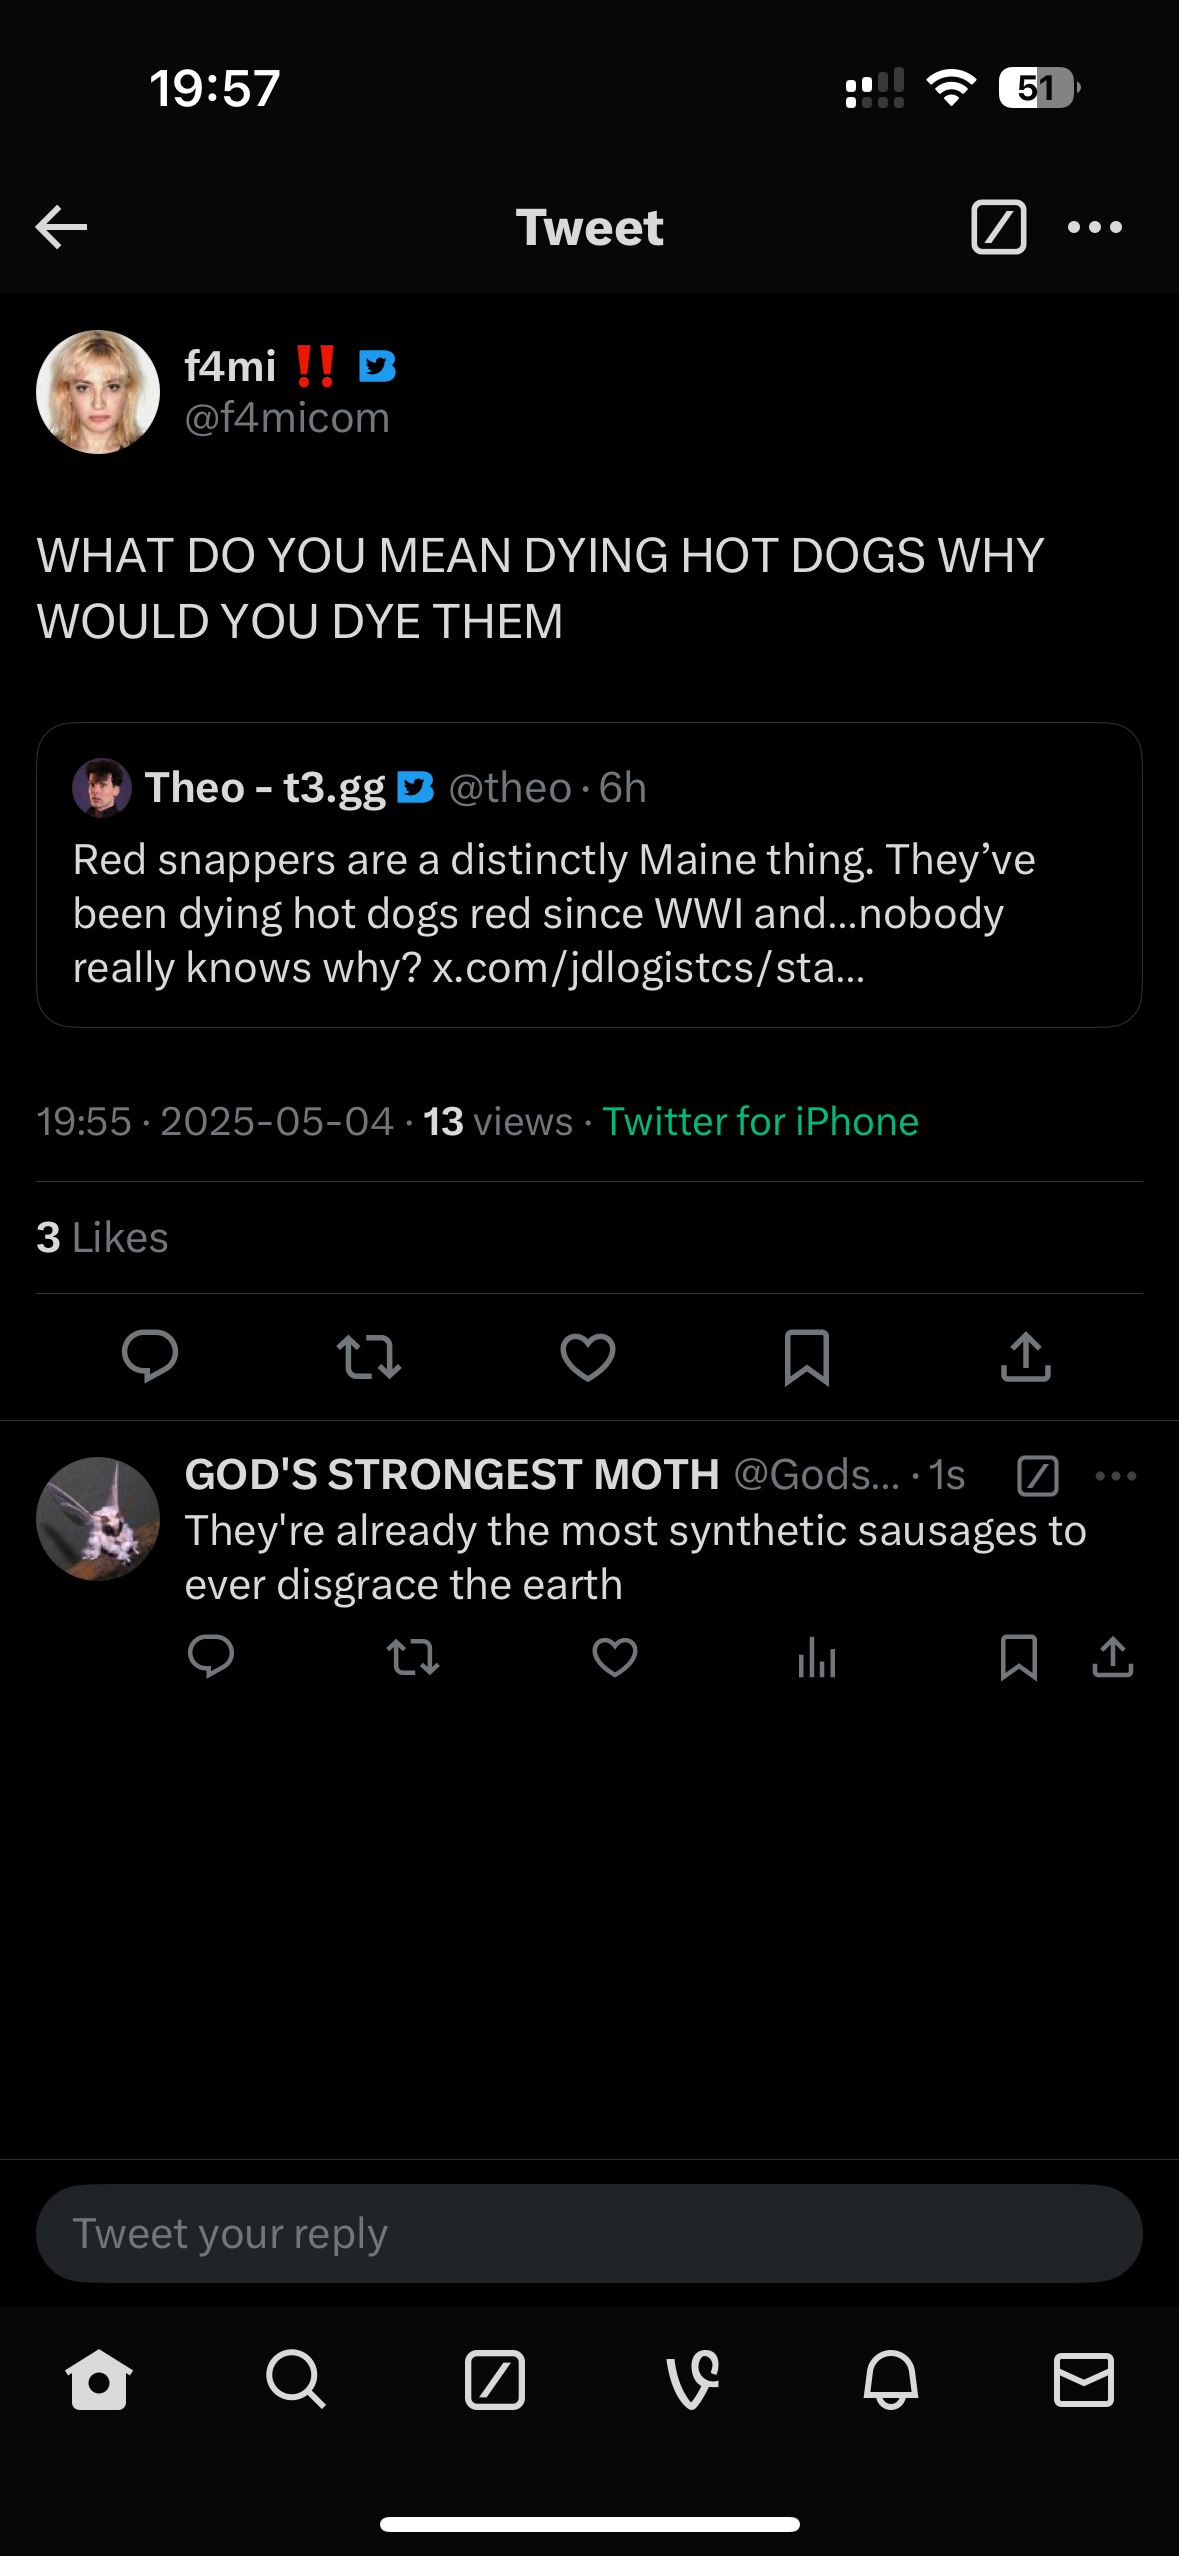 19:57
51
Tweet
f4mi ‼️
@f4micom
WHAT DO YOU MEAN DYING HOT DOGS WHY
WOULD YOU DYE THEM
Theo - t3.gg @theo · 6h
Red snappers are a distinctly Maine thing. They’ve
been dying hot dogs red since WWI and...nobody
really knows why? x.com/jdlogistcs/sta...
19:55 · 2025-05-04 · 13 views · Twitter for iPhone
3 Likes
GOD'S STRONGEST MOTH @Gods... · 1s
They're already the most synthetic sausages to
ever disgrace the earth
Tweet your reply